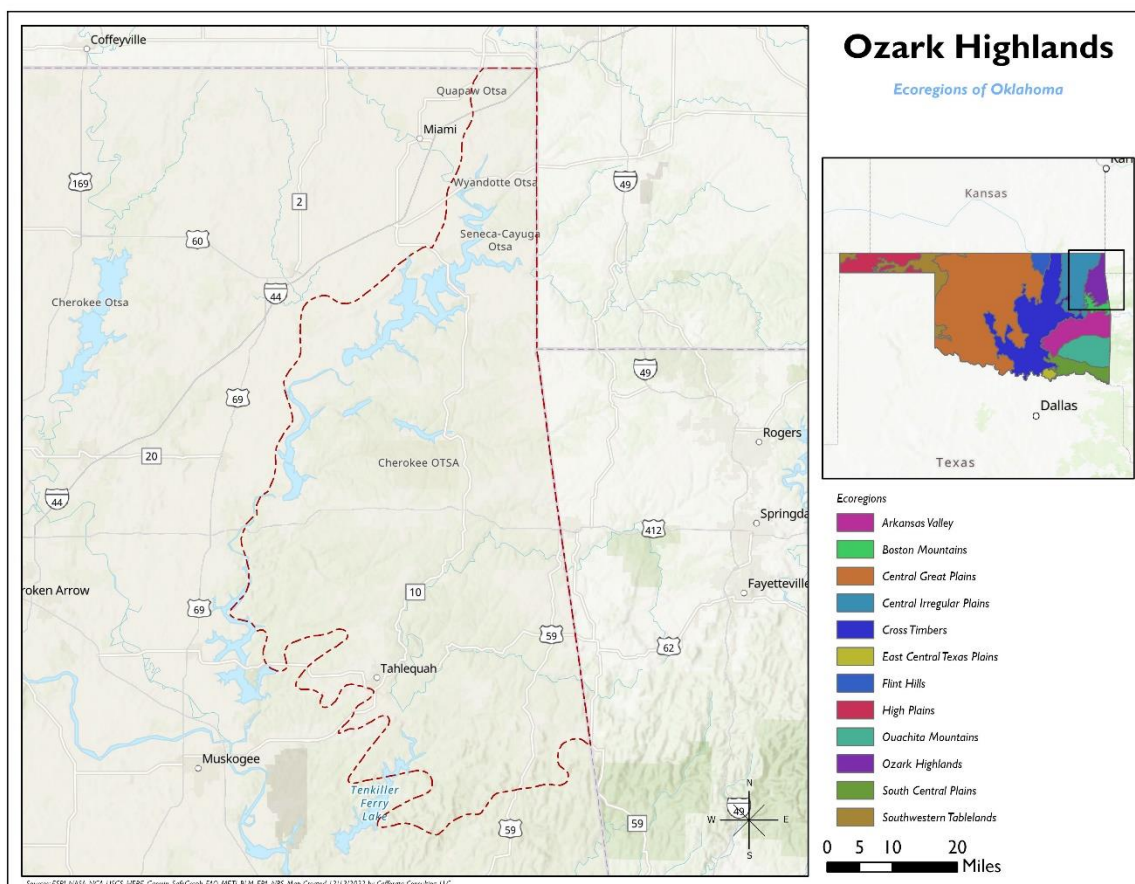 Ozark Highlands
Ecoregions of Oklahoma
Coffeyville
Quapaw Otsa
Miami
169
2
Wyandotte Otsa
49
60
Seneca-Cayuga
Otsa
Cherokee Otsa
44
49
69
Rogers
20
Cherokee OTSA
44
Springda
412
Fayetteville
roken Arrow
69
10
59
62
Tahlequah
Muskogee
Tenkiller
Ferry
Lake
59
59
49
N
W
E
S
Kan
Kansas
Dallas
Texas
Ecoregions
Arkansas Valley
Boston Mountains
Central Great Plains
Central Irregular Plains
Cross Timbers
East Central Texas Plains
Flint Hills
High Plains
Ouachita Mountains
Ozark Highlands
South Central Plains
Southwestern Tablelands
0 5 10 20
Miles